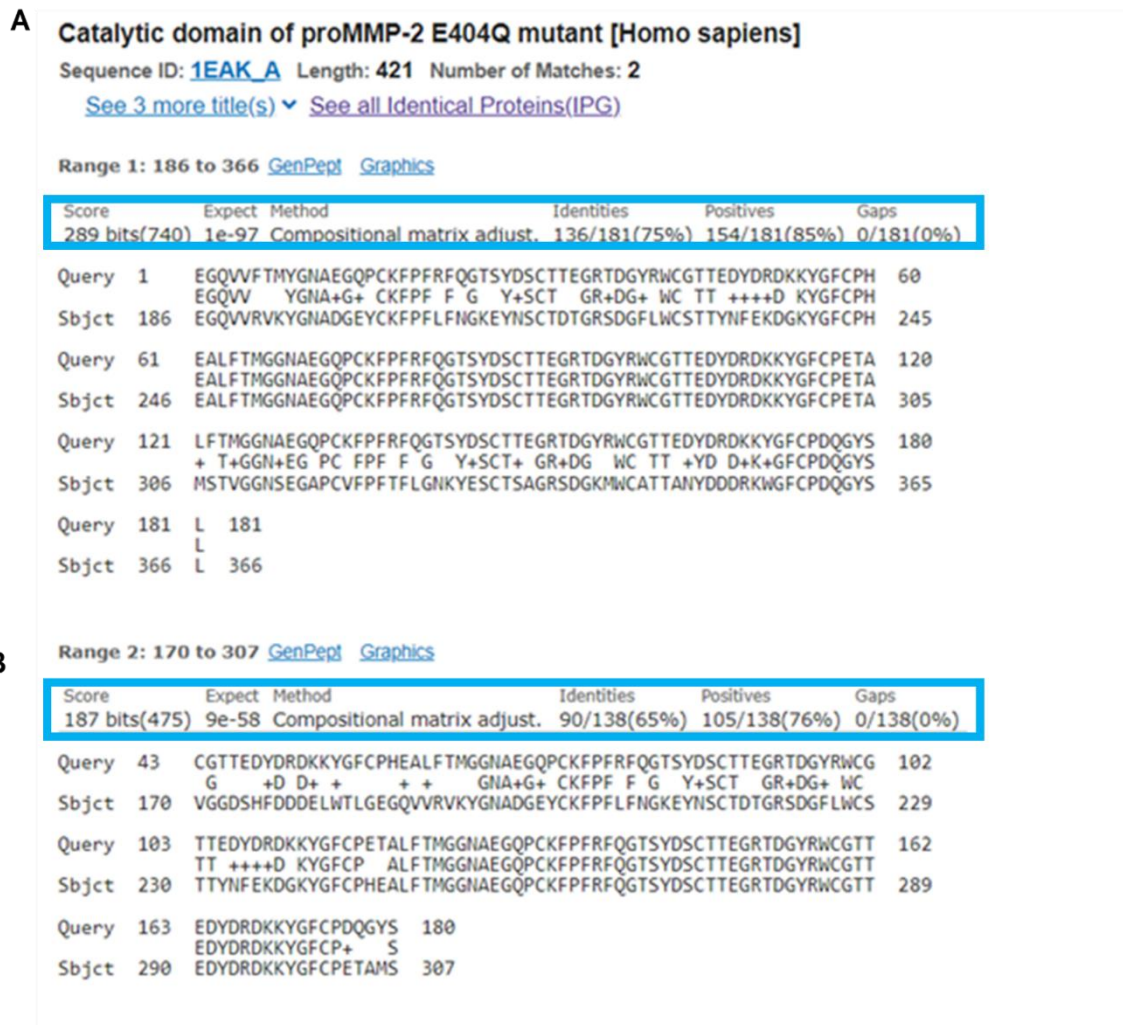 A
Catalytic domain of proMMP-2 E404Q mutant [Homo sapiens]
Sequence ID: 1EAK_A Length: 421 Number of Matches: 2
See 3 more title(s) See all Identical Proteins(IPG)
Range 1: 186 to 366 GenPept Graphics
Score Expect Method Identities Positives Gaps
289 bits(740) 1e-97 Compositional matrix adjust. 136/181(75%) 154/181(85%) 0/181(0%)
Query 1 EGQVVFTMYGNAEGQPCKFPFRFQGTSYDSCTTEGRTDGYRWCGTTEDYDRDKKYGFCPH 60
EGQVV YGNA+G+ CKFPF F G Y+SCT GR+DG+ WC TT ++++D KYGFCPH
Sbjct 186 EGQVVRVKYGNADGEYCKFPFLFNGKEYNSCTDTGRSDGFLWCSTTYNFEKDGKYGFCPH 245
Query 61 EALFTMGGNAEGQPCKFPFRFQGTSYDSCTTEGRTDGYRWCGTTEDYDRDKKYGFCPETA 120
EALFTMGGNAEGQPCKFPFRFQGTSYDSCTTEGRTDGYRWCGTTEDYDRDKKYGFCPETA
Sbjct 246 EALFTMGGNAEGQPCKFPFRFQGTSYDSCTTEGRTDGYRWCGTTEDYDRDKKYGFCPETA 305
Query 121 LFTMGGNAEGQPCKFPFRFQGTSYDSCTTEGRTDGYRWCGTTEDYDRDKKYGFCPDQGYS 180
+ T+GGN+EG PC FPF F G Y+SCT+ GR+DG WC TT +YD D+K+GFCPDQGYS
Sbjct 306 MSTVGGNSEGAPCVFPFTFLGNKYESCTSAGRSDGKMWCATTANYDDDRKWGFCPDQGYS 365
Query 181 L 181
L
Sbjct 366 L 366
B
Range 2: 170 to 307 GenPept Graphics
Score Expect Method Identities Positives Gaps
187 bits(475) 9e-58 Compositional matrix adjust. 90/138(65%) 105/138(76%) 0/138(0%)
Query 43 CGTTEDYDRDKKYGFCPHEALFTMGGNAEGQPCKFPFRFQGTSYDSCTTEGRTDGYRWCG 102
G +D D+ + + + GNA+G+ CKFPF F G Y+SCT GR+DG+ WC
Sbjct 170 VGGDSHFDDDELWTLGEGQVVRVKYGNADGEYCKFPFLFNGKEYNSCTDTGRSDGFLWCS 229
Query 103 TTEDYDRDKKYGFCPETALFTMGGNAEGQPCKFPFRFQGTSYDSCTTEGRTDGYRWCGTT 162
TT ++++D KYGFCP ALFTMGGNAEGQPCKFPFRFQGTSYDSCTTEGRTDGYRWCGTT
Sbjct 230 TTYNFEKDGKYGFCPHEALFTMGGNAEGQPCKFPFRFQGTSYDSCTTEGRTDGYRWCGTT 289
Query 163 EDYDRDKKYGFCPDQGYS 180
EDYDRDKKYGFCP+ S
Sbjct 290 EDYDRDKKYGFCPETAMS 307